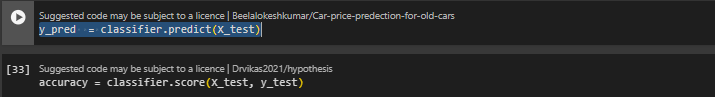 Suggested code may be subject to a licence | Beelalokeshkumar/Car-price-predection-for-old-cars
y_pred  = classifier.predict(X_test)
[33]
Suggested code may be subject to a licence | Drvikas2021/hypothesis
accuracy = classifier.score(X_test, y_test)